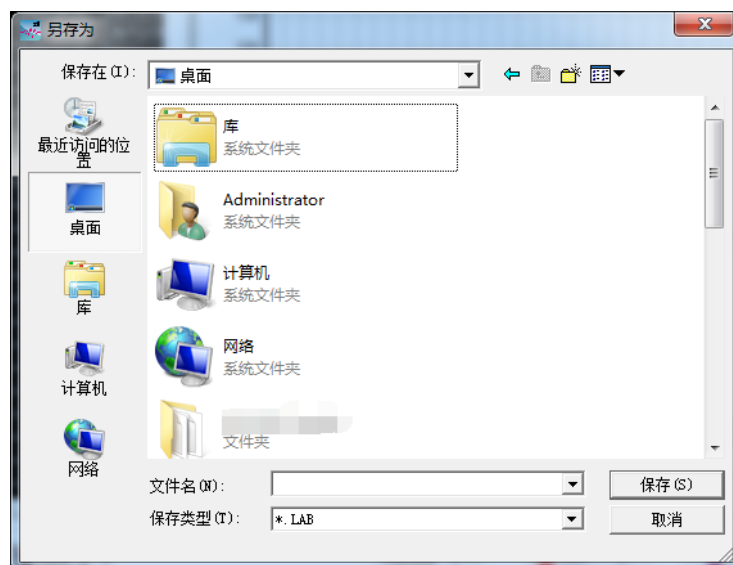 另存为
保存在(I):
桌面
最近访问的位
置
桌面
库
计算机
网络
库
系统文件夹
Administrator
系统文件夹
计算机
系统文件夹
网络
系统文件夹
文件夹
文件名(N):
保存(S)
保存类型(T):
*.LAB
取消